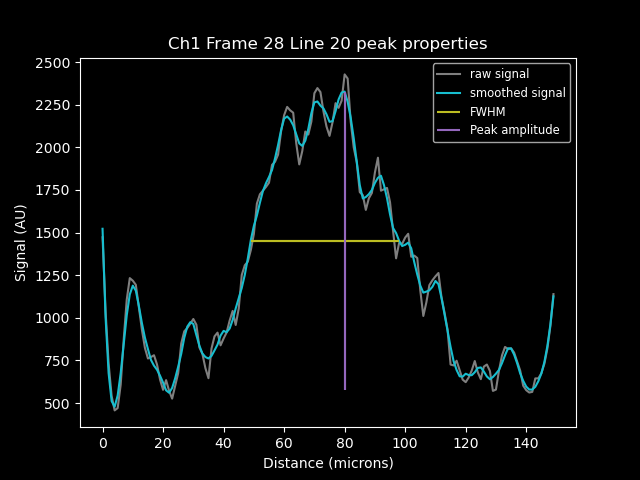 Ch1 Frame 28 Line 20 peak properties
raw signal
smoothed signal
FWHM
Peak amplitude
Signal (AU)
2500
2250
2000
1750
1500
1250
1000
750
500
0 20 40 60 80 100 120 140
Distance (microns)